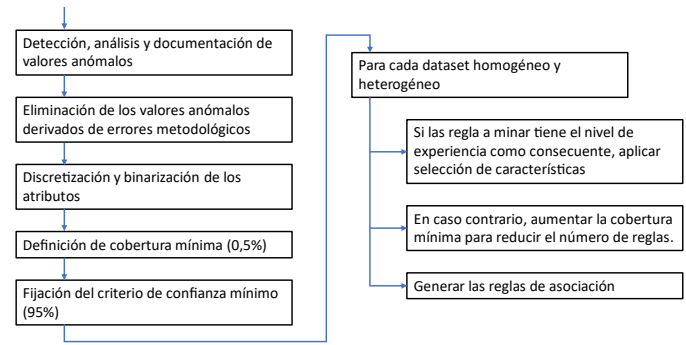 Detección, análisis y documentación de
valores anómalos
Eliminación de los valores anómalos
derivados de errores metodológicos
Discretización y binarización de los
atributos
Definición de cobertura mínima (0,5%)
Fijación del criterio de confianza mínimo
(95%)
Para cada dataset homogéneo y
heterogéneo
Si las regla a minar tiene el nivel de
experiencia como consecuente, aplicar
selección de características
En caso contrario, aumentar la cobertura
mínima para reducir el número de reglas.
Generar las reglas de asociación